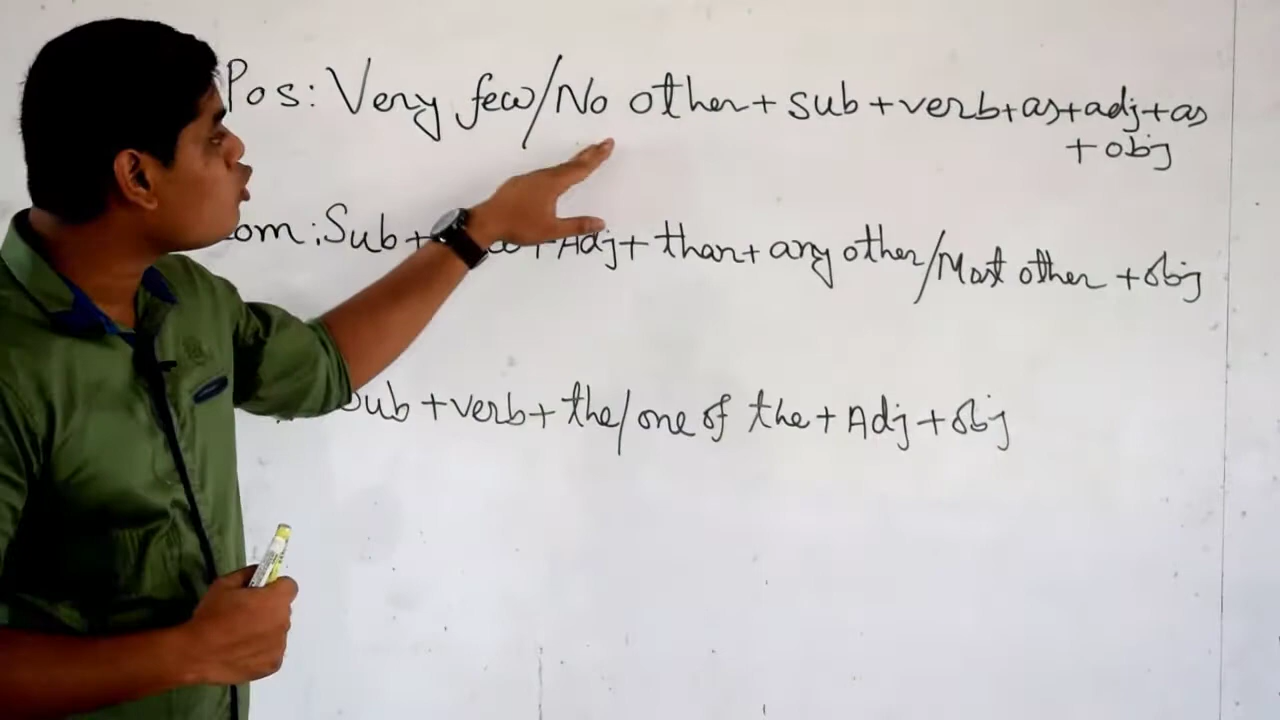 Pos: Very few/No other + sub + verb + as + adj + as
+ obj
om: Sub + + Adj + than + any other/Most other + obj
Sub + verb + the/one of the + Adj + obj